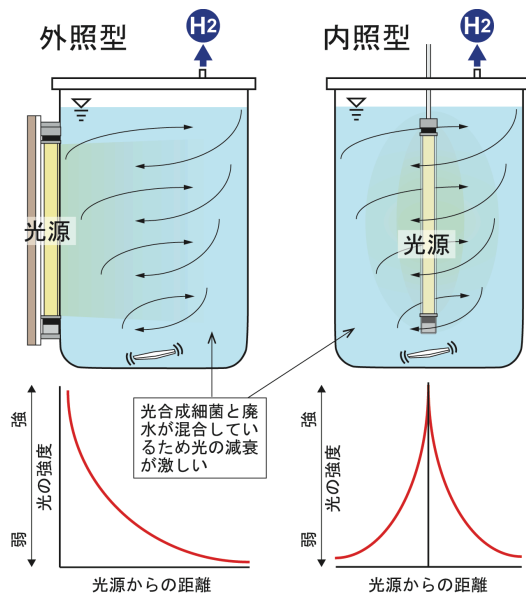 外照型
H2
内照型
H2
光源
光源
光合成細菌と廃
水が混合してい
るため光の減衰
が激しい
強
光の強度
弱
光源からの距離
強
光の強度
弱
光源からの距離